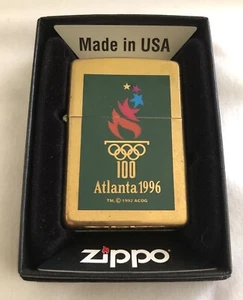 Made in USA
100
Atlanta 1996
TM, © 1992 ACOG
zippo